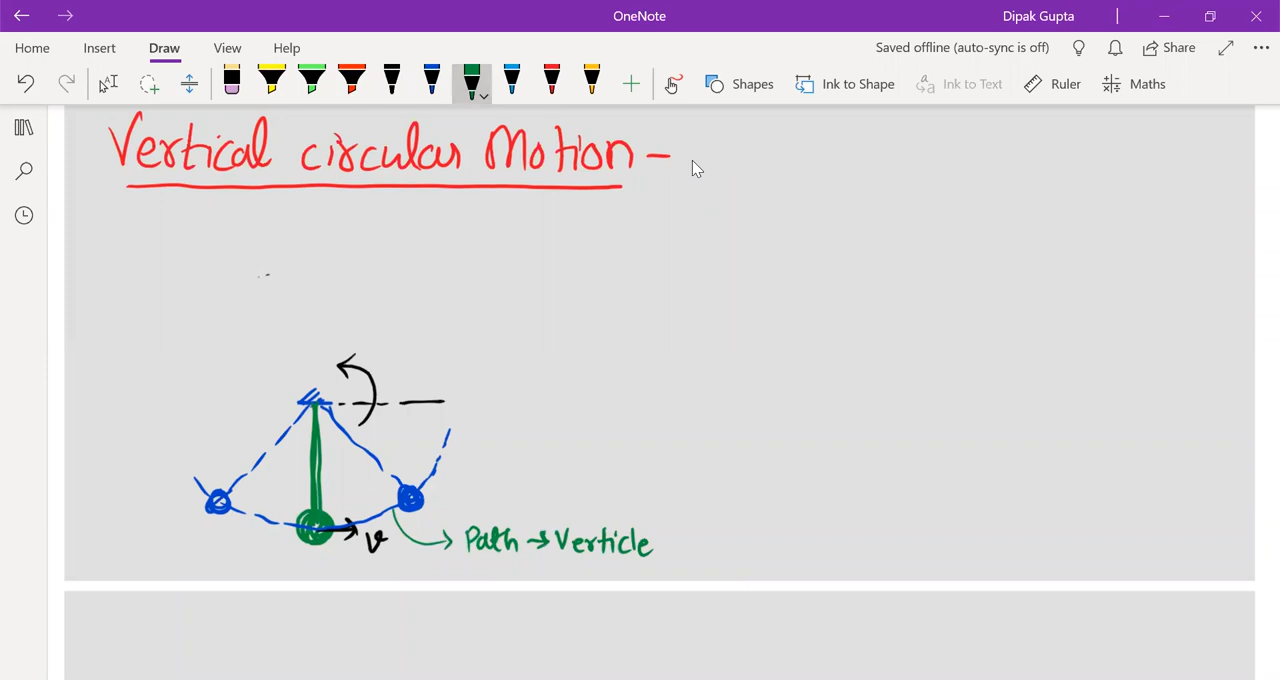 OneNote
Dipak Gupta
Home Insert Draw View Help
Saved offline (auto-sync is off)
Share
Shapes
Ink to Shape
Ink to Text
Ruler
Maths
Vertical circular Motion -
v
Path → Verticle